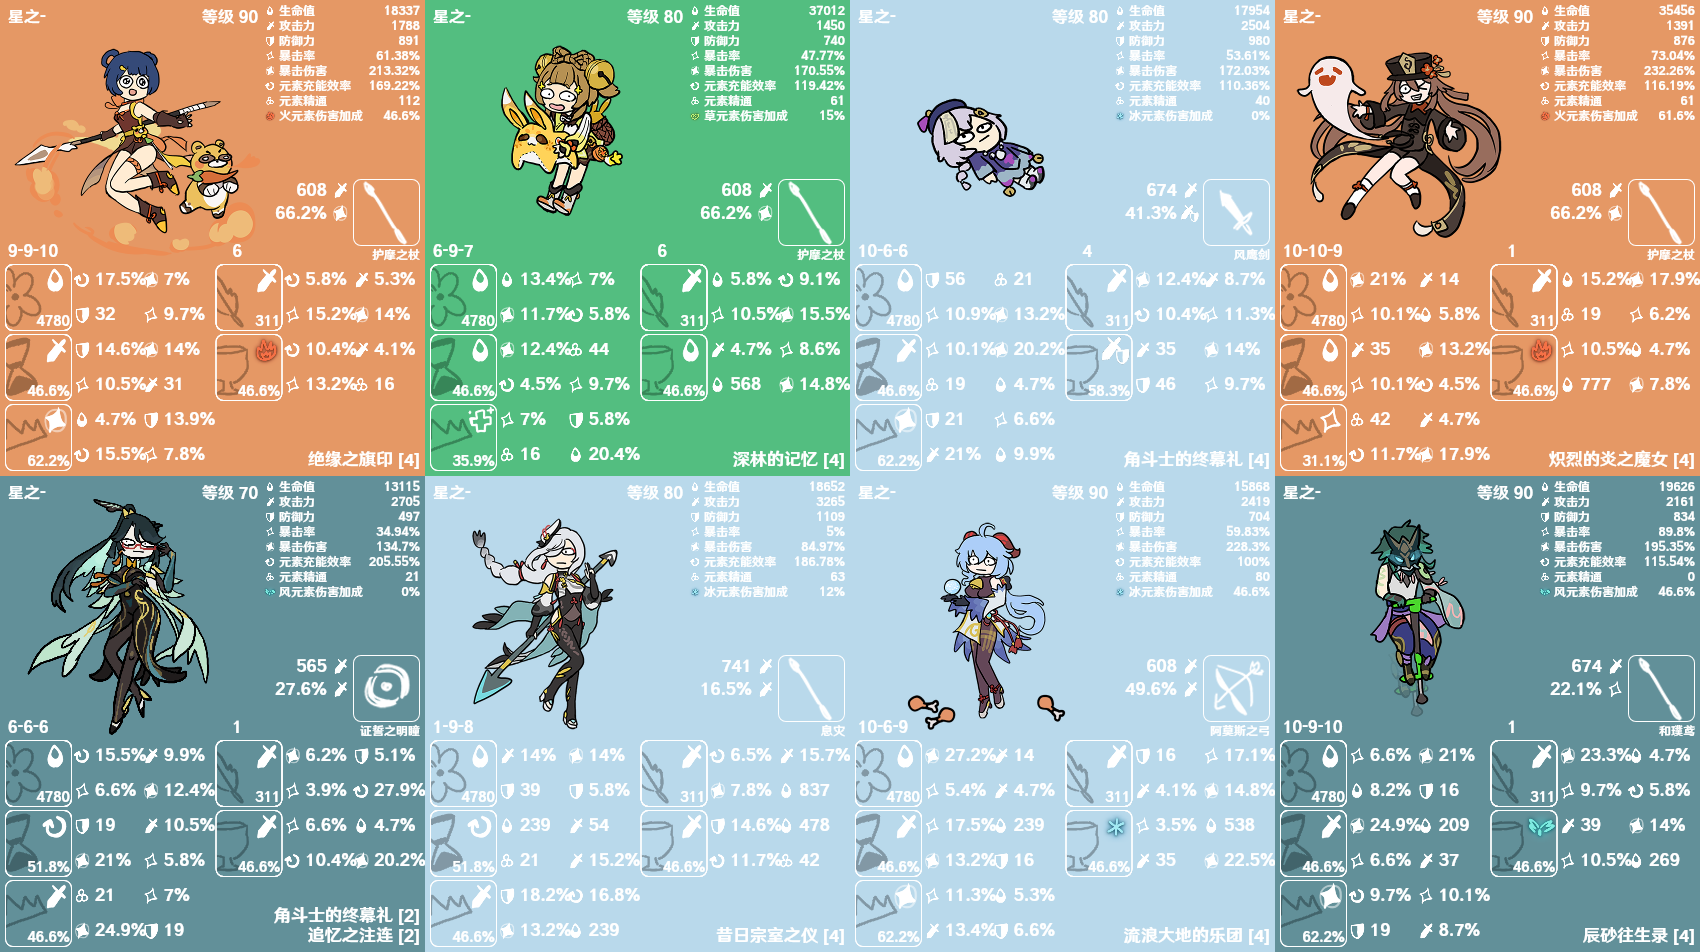 星之-
等级 90
生命值 18337
攻击力 1788
防御力 891
暴击率 61.38%
暴击伤害 213.32%
元素充能效率 169.22%
元素精通 112
火元素伤害加成 46.6%
608
66.2%
9-9-10
6
护摩之杖
17.5% 7% 5.8% 5.3%
4780 32 9.7% 311 15.2% 14%
14.6% 14% 10.4% 4.1%
46.6% 10.5% 31 46.6% 13.2% 16
4.7% 13.9%
62.2% 15.5% 7.8%
绝缘之旗印 [4]
星之-
等级 80
生命值 37012
攻击力 1450
防御力 740
暴击率 47.77%
暴击伤害 170.55%
元素充能效率 119.42%
元素精通 61
草元素伤害加成 15%
608
66.2%
6-9-7
6
护摩之杖
13.4% 7% 5.8% 9.1%
4780 11.7% 5.8% 311 10.5% 15.5%
12.4% 44 4.7% 8.6%
46.6% 4.5% 9.7% 46.6% 568 14.8%
7% 5.8%
35.9% 16 20.4%
深林的记忆 [4]
星之-
等级 80
生命值 17954
攻击力 2504
防御力 980
暴击率 53.61%
暴击伤害 172.03%
元素充能效率 110.36%
元素精通 40
冰元素伤害加成 0%
674
41.3%
10-6-6
4
风鹰剑
56 21 12.4% 8.7%
4780 10.9% 13.2% 311 10.4% 11.3%
10.1% 20.2% 35 14%
46.6% 19 4.7% 58.3% 46 9.7%
21 6.6%
62.2% 21% 9.9%
角斗士的终幕礼 [4]
星之-
等级 90
生命值 35456
攻击力 1391
防御力 876
暴击率 73.04%
暴击伤害 232.26%
元素充能效率 116.19%
元素精通 61
火元素伤害加成 61.6%
608
66.2%
10-10-9
1
护摩之杖
21% 14 15.2% 17.9%
4780 10.1% 5.8% 311 19 6.2%
35 13.2% 10.5% 4.7%
46.6% 10.1% 4.5% 46.6% 777 7.8%
42 4.7%
31.1% 11.7% 17.9%
炽烈的炎之魔女 [4]
星之-
等级 70
生命值 13115
攻击力 2705
防御力 497
暴击率 34.94%
暴击伤害 134.7%
元素充能效率 205.55%
元素精通 21
风元素伤害加成 0%
565
27.6%
6-6-6
1
证誓之明瞳
15.5% 9.9% 6.2% 5.1%
4780 6.6% 12.4% 311 3.9% 27.9%
19 10.5% 6.6% 4.7%
51.8% 21% 5.8% 46.6% 10.4% 20.2%
21 7%
46.6% 24.9% 19
角斗士的终幕礼 [2]
追忆之注连 [2]
星之-
等级 80
生命值 18652
攻击力 3265
防御力 1109
暴击率 5%
暴击伤害 84.97%
元素充能效率 186.78%
元素精通 63
冰元素伤害加成 12%
741
16.5%
1-9-8
息灾
14% 14% 6.5% 15.7%
4780 39 5.8% 311 7.8% 837
239 54 14.6% 478
51.8% 21 15.2% 46.6% 11.7% 42
18.2% 16.8%
46.6% 13.2% 239
昔日宗室之仪 [4]
星之-
等级 90
生命值 15868
攻击力 2419
防御力 704
暴击率 59.83%
暴击伤害 228.3%
元素充能效率 100%
元素精通 80
冰元素伤害加成 46.6%
608
49.6%
10-6-9
阿莫斯之弓
27.2% 14 16 17.1%
4780 5.4% 4.7% 311 4.1% 14.8%
17.5% 239 3.5% 538
46.6% 13.2% 16 46.6% 35 22.5%
11.3% 5.3%
62.2% 13.4% 6.6%
流浪大地的乐团 [4]
星之-
等级 90
生命值 19626
攻击力 2161
防御力 834
暴击率 89.8%
暴击伤害 195.35%
元素充能效率 115.54%
元素精通 0
风元素伤害加成 46.6%
674
22.1%
10-9-10
1
和璞鸢
6.6% 21% 23.3% 4.7%
4780 8.2% 16 311 9.7% 5.8%
24.9% 209 39 14%
46.6% 6.6% 37 46.6% 10.5% 269
9.7% 10.1%
62.2% 19 8.7%
辰砂往生录 [4]